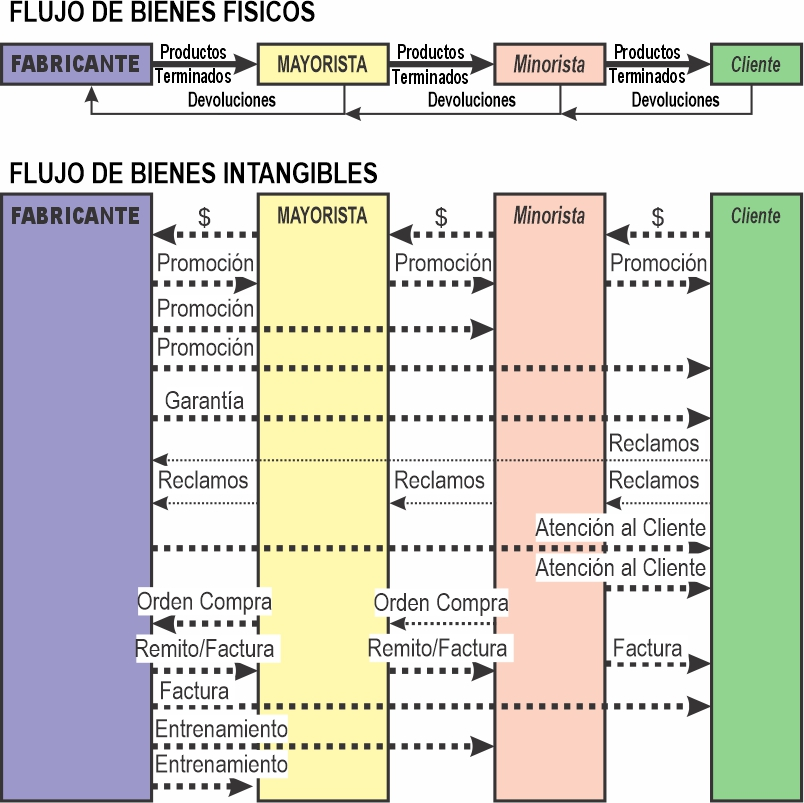 FLUJO DE BIENES FISICOS
FABRICANTE
Productos
Terminados
MAYORISTA
Productos
Terminados
Minorista
Productos
Terminados
Cliente
Devoluciones
Devoluciones
Devoluciones
FLUJO DE BIENES INTANGIBLES
FABRICANTE
$
MAYORISTA
$
Minorista
$
Cliente
Promoción
Promoción
Promoción
Promoción
Promoción
Garantía
Reclamos
Reclamos
Reclamos
Reclamos
Atención al Cliente
Atención al Cliente
Orden Compra
Orden Compra
Remito/Factura
Remito/Factura
Factura
Factura
Entrenamiento
Entrenamiento